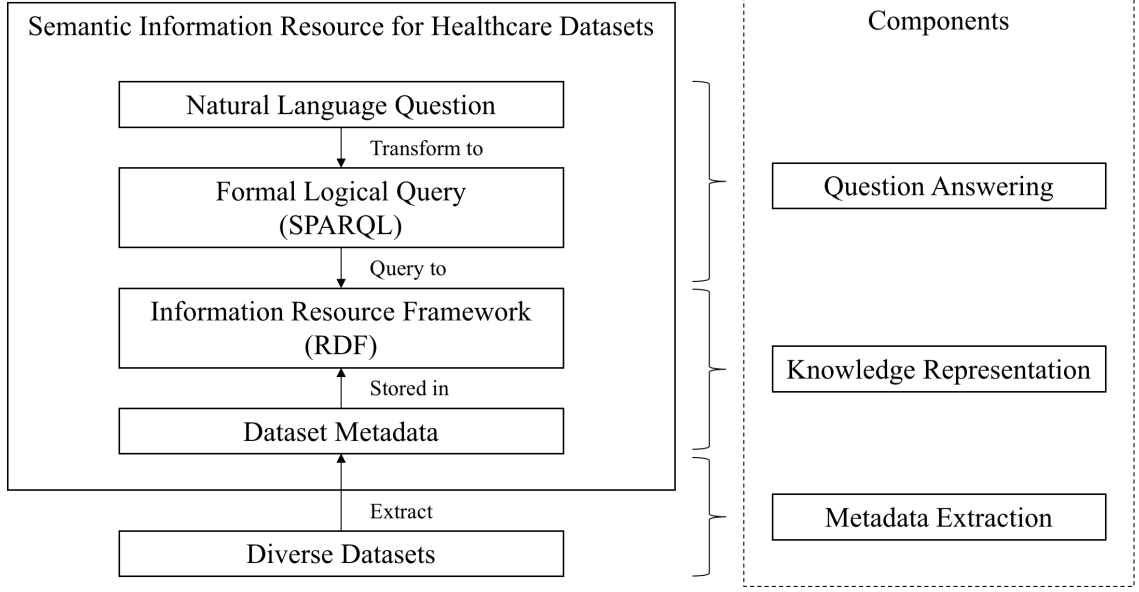 Semantic Information Resource for Healthcare Datasets
Natural Language Question
Transform to
Formal Logical Query
(SPARQL)
Query to
Information Resource Framework
(RDF)
Stored in
Dataset Metadata
Extract
Diverse Datasets
Components
Question Answering
Knowledge Representation
Metadata Extraction